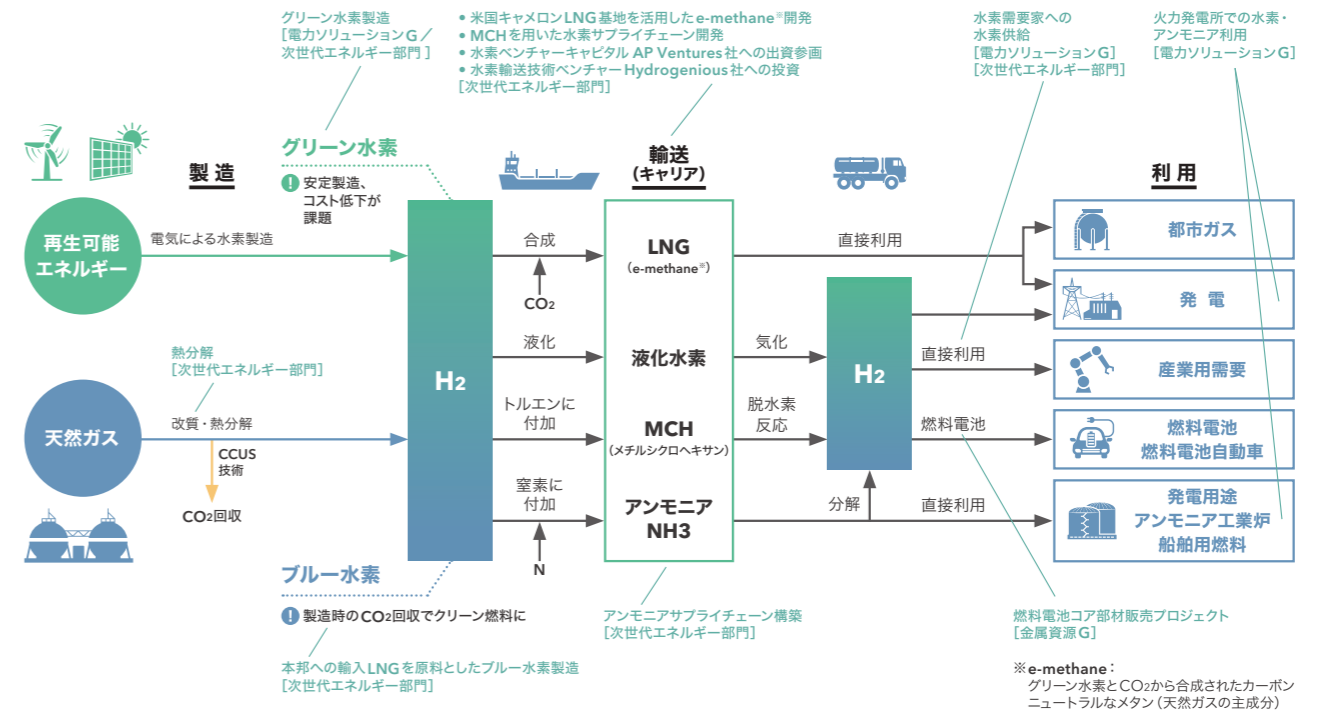 グリーン水素製造
[電力ソリューションG／
次世代エネルギー部門 ]
• 米国キャメロンLNG基地を活用したe-methane※開発
• MCHを用いた水素サプライチェーン開発
• 水素ベンチャーキャピタル AP Ventures社への出資参画
• 水素輸送技術ベンチャーHydrogenious社への投資
[次世代エネルギー部門]
水素需要家への
水素供給
[電力ソリューションG]
[次世代エネルギー部門]
火力発電所での水素・
アンモニア利用
[電力ソリューションG]
製 造
グリーン水素
! 安定製造、
コスト低下が
課題
輸送
(キャリア)
利 用
再生可能
エネルギー
電気による水素製造
熱分解
[次世代エネルギー部門]
天然ガス
改質・熱分解
CCUS
技術
CO2回収
H2
合成
CO2
液化
トルエンに
付加
窒素に
付加
N
LNG
(e-methane※)
液化水素
MCH
(メチルシクロヘキサン)
アンモニア
NH3
直接利用
気化
脱水素
反応
分解
H2
直接利用
燃料電池
直接利用
都市ガス
発 電
産業用需要
燃料電池
燃料電池自動車
発電用途
アンモニア工業炉
船舶用燃料
ブルー水素
! 製造時のCO2回収でクリーン燃料に
本邦への輸入LNGを原料としたブルー水素製造
[次世代エネルギー部門]
アンモニアサプライチェーン構築
[次世代エネルギー部門]
燃料電池コア部材販売プロジェクト
[金属資源G]
※e-methane：
グリーン水素とCO2から合成されたカーボン
ニュートラルなメタン（天然ガスの主成分）